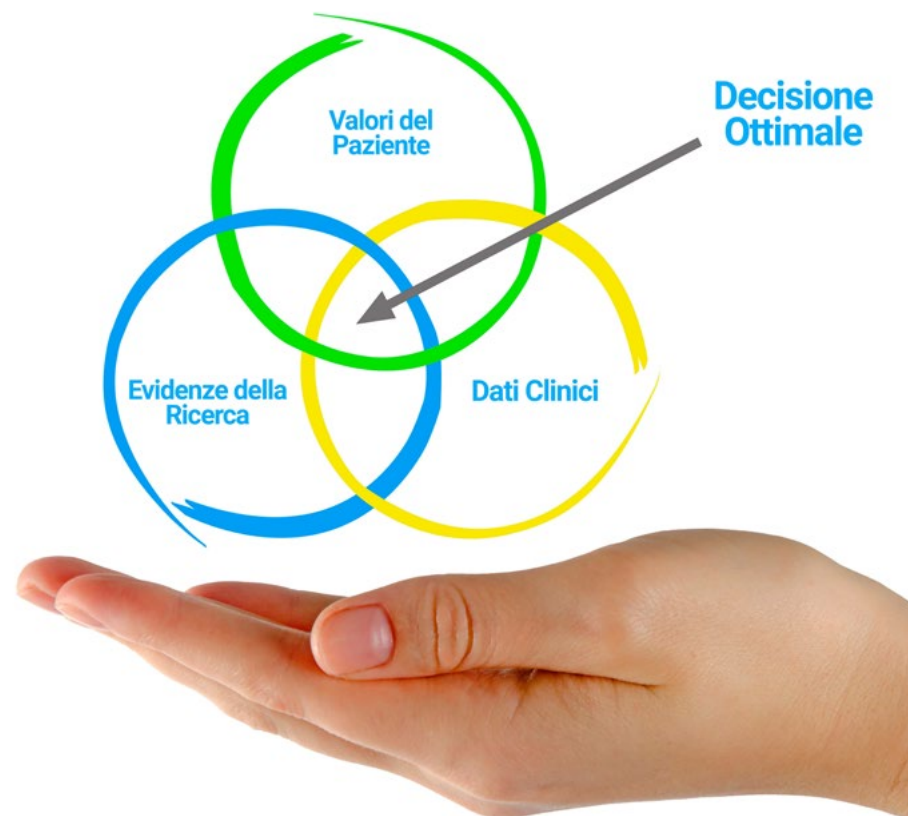 Valori del
Paziente
Decisione
Ottimale
Evidenze della
Ricerca
Dati Clinici